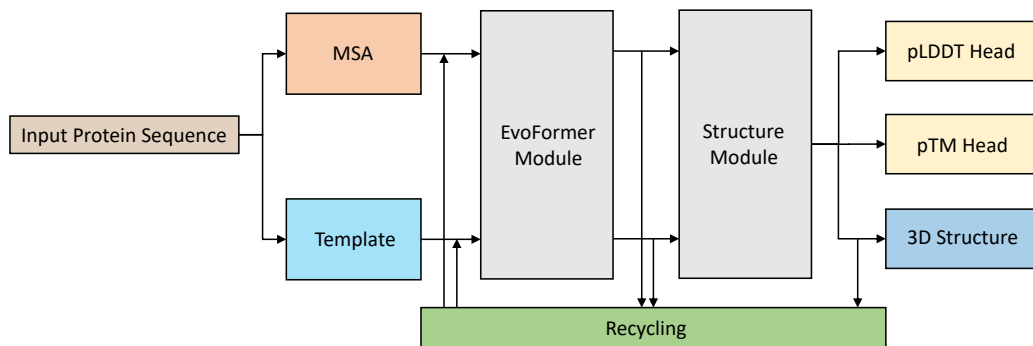 Input Protein Sequence
MSA
Template
EvoFormer
Module
Structure
Module
pLDDT Head
pTM Head
3D Structure
Recycling